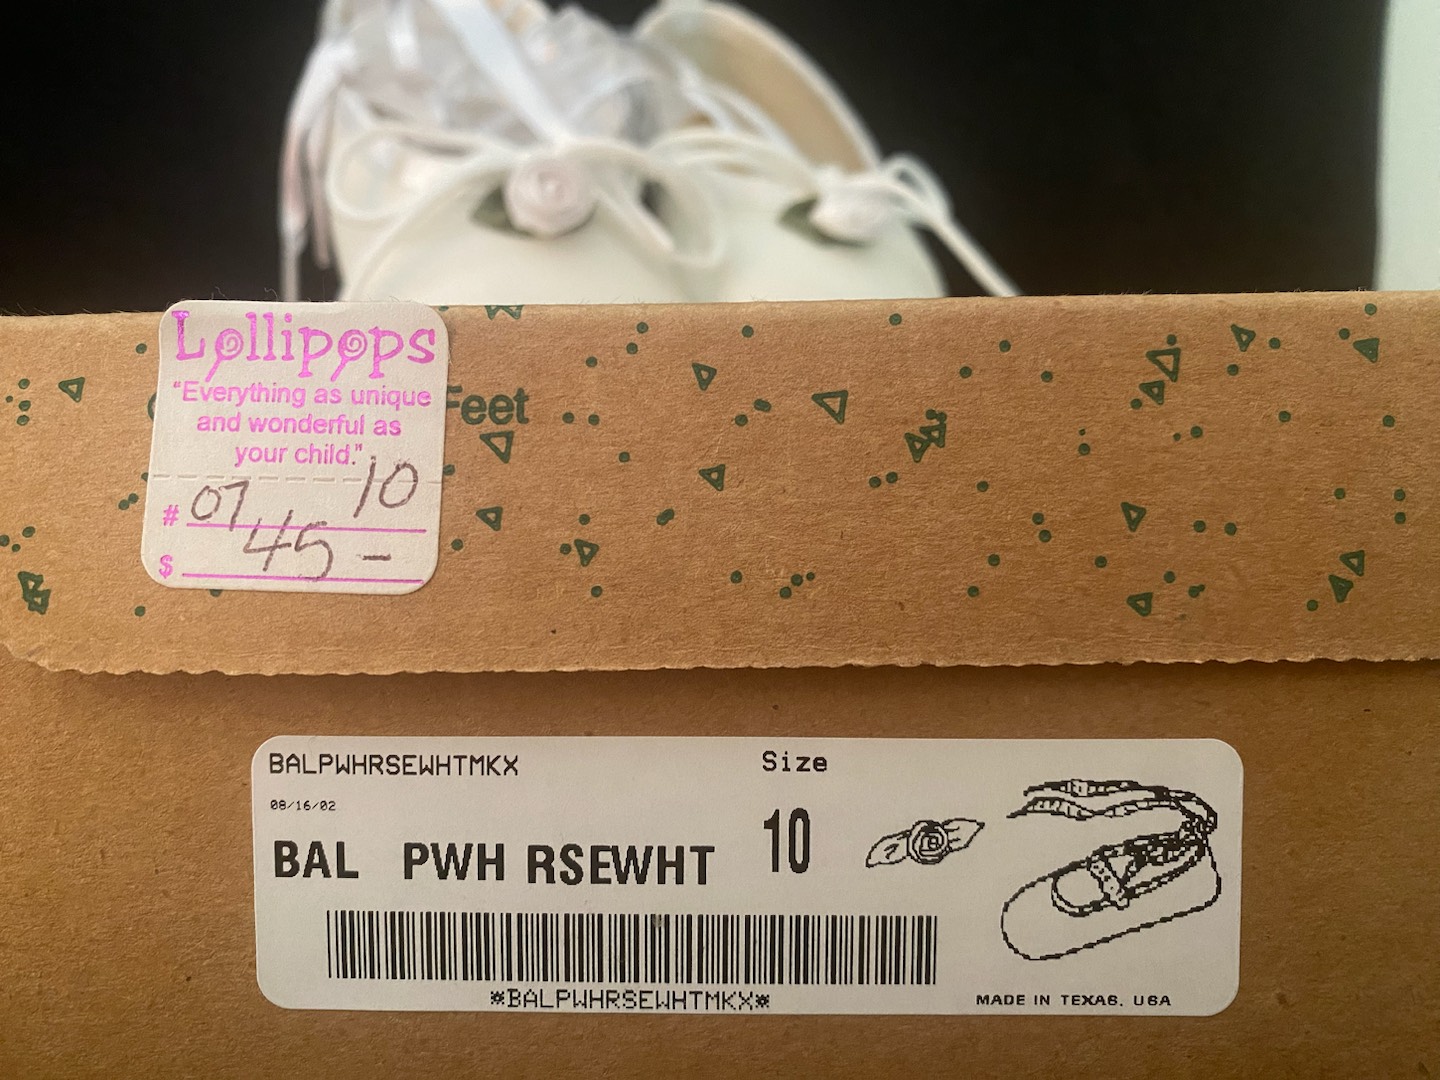 Lollipops
"Everything as unique
and wonderful as
your child."
Feet
# 07 10
$ 45 -
BALPWHRSEWHTMKX
Size
08/16/02
BAL PWH RSEWHT
10
*BALPWHRSEWHTMKX*
MADE IN TEXAS. USA